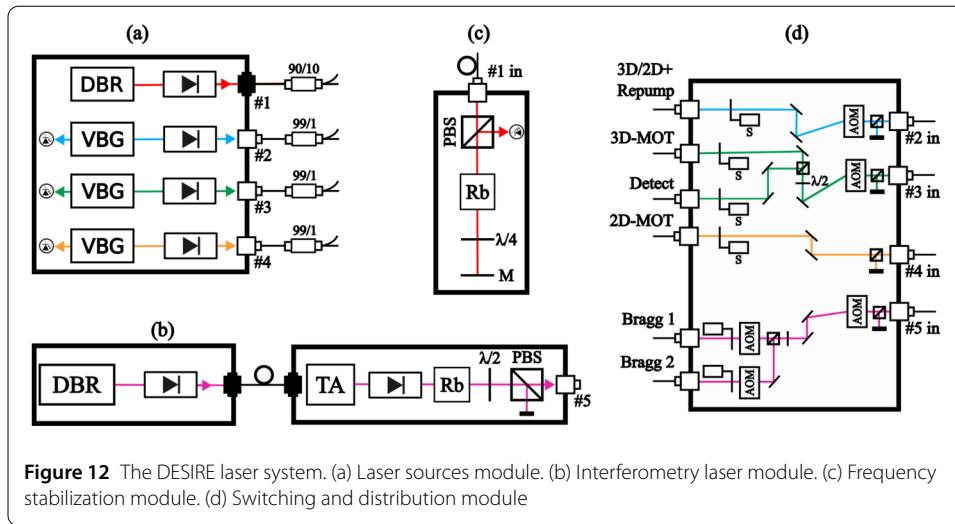 (a)
DBR
90/10
#1
VBG
99/1
#2
VBG
99/1
#3
VBG
99/1
#4
(c)
#1 in
PBS
Rb
λ/4
M
(d)
3D/2D+
Repump
S
AOM
#2 in
3D-MOT
S
λ/2
AOM
#3 in
Detect
S
2D-MOT
S
#4 in
AOM
#5 in
Bragg 1
AOM
Bragg 2
AOM
(b)
DBR
TA
Rb
λ/2
PBS
#5
Figure 12 The DESIRE laser system. (a) Laser sources module. (b) Interferometry laser module. (c) Frequency
stabilization module. (d) Switching and distribution module